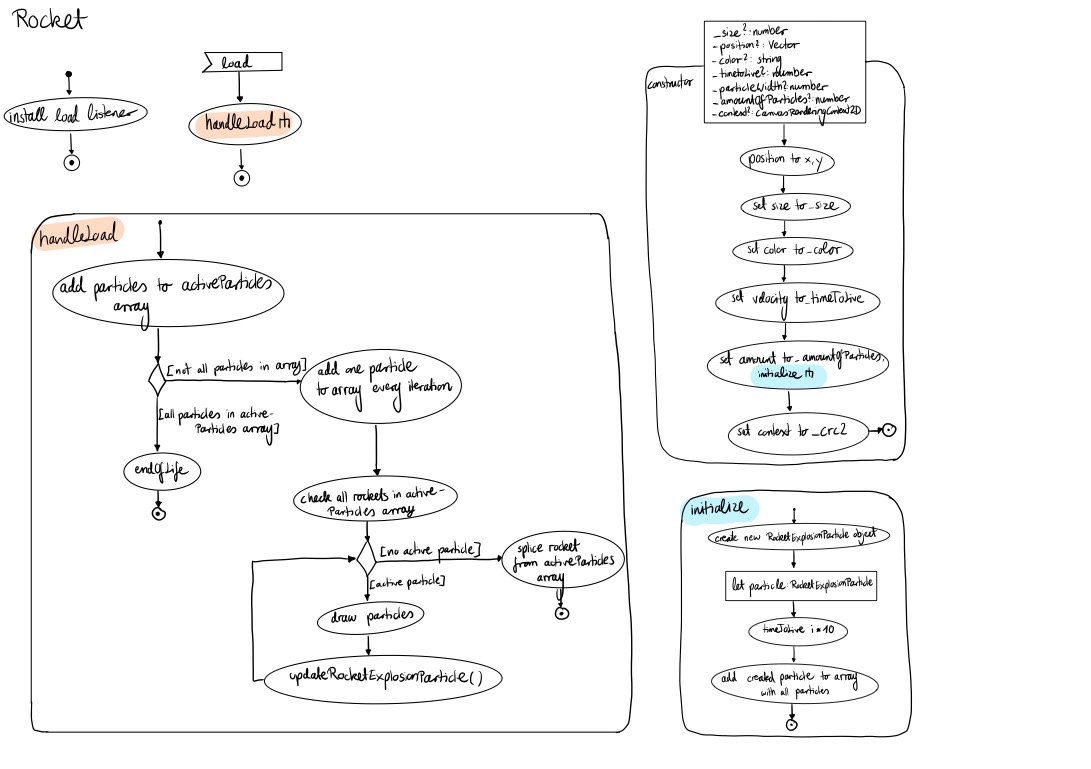 Rocket
install load listener
load
handleLoad m
handleLoad
add particles to activeParticles
array
[not all particles in array]
[all particles in active-
Particles array]
endOfLife
add one particle
to array every iteration
check all rockets in active-
Particles array
[no active particle]
[active particle]
splice rocket
from activeParticles
array
draw particles
updateRocketExplosionParticle()
constructor
_size?: number
-position?: Vector
-color?: string
-timetolive?: number
-particleWidth?: number
-amountOfParticles?: number
-context?: CanvasRenderingContext2D
position to x,y
set size to _size
set color to _color
set velocity to _timeToLive
set amount to _amountOfParticles,
initialize m
set context to _crc2
initialize
create new RocketExplosionParticle object
let particle: RocketExplosionParticle
timeToLive i * 10
add created particle to array
with all particles